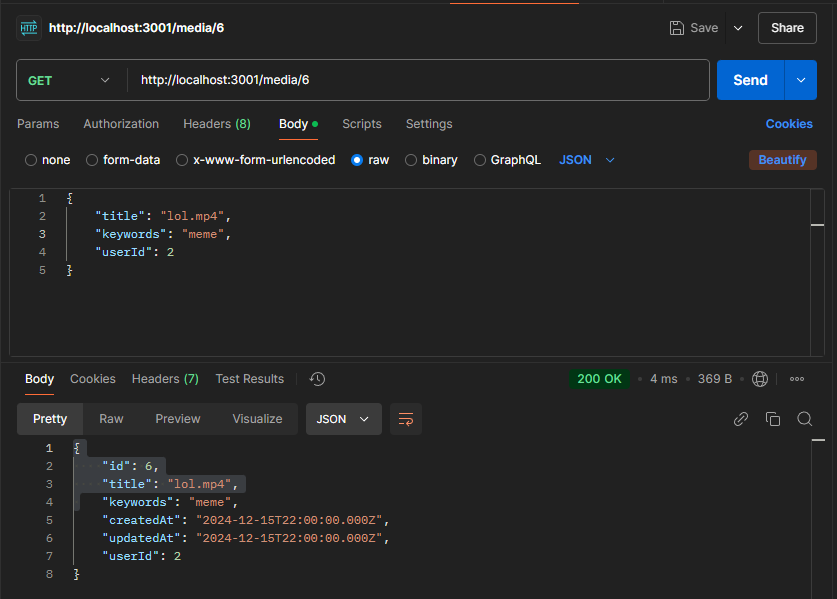 HTTP http://localhost:3001/media/6 Save Share
GET http://localhost:3001/media/6 Send
Params Authorization Headers (8) Body Scripts Settings Cookies
none form-data x-www-form-urlencoded raw binary GraphQL JSON Beautify
1 {
2 "title": "lol.mp4",
3 "keywords": "meme",
4 "userId": 2
5 }
Body Cookies Headers (7) Test Results 200 OK • 4 ms • 369 B
Pretty Raw Preview Visualize JSON
1 {
2 "id": 6,
3 "title": "lol.mp4",
4 "keywords": "meme",
5 "createdAt": "2024-12-15T22:00:00.000Z",
6 "updatedAt": "2024-12-15T22:00:00.000Z",
7 "userId": 2
8 }